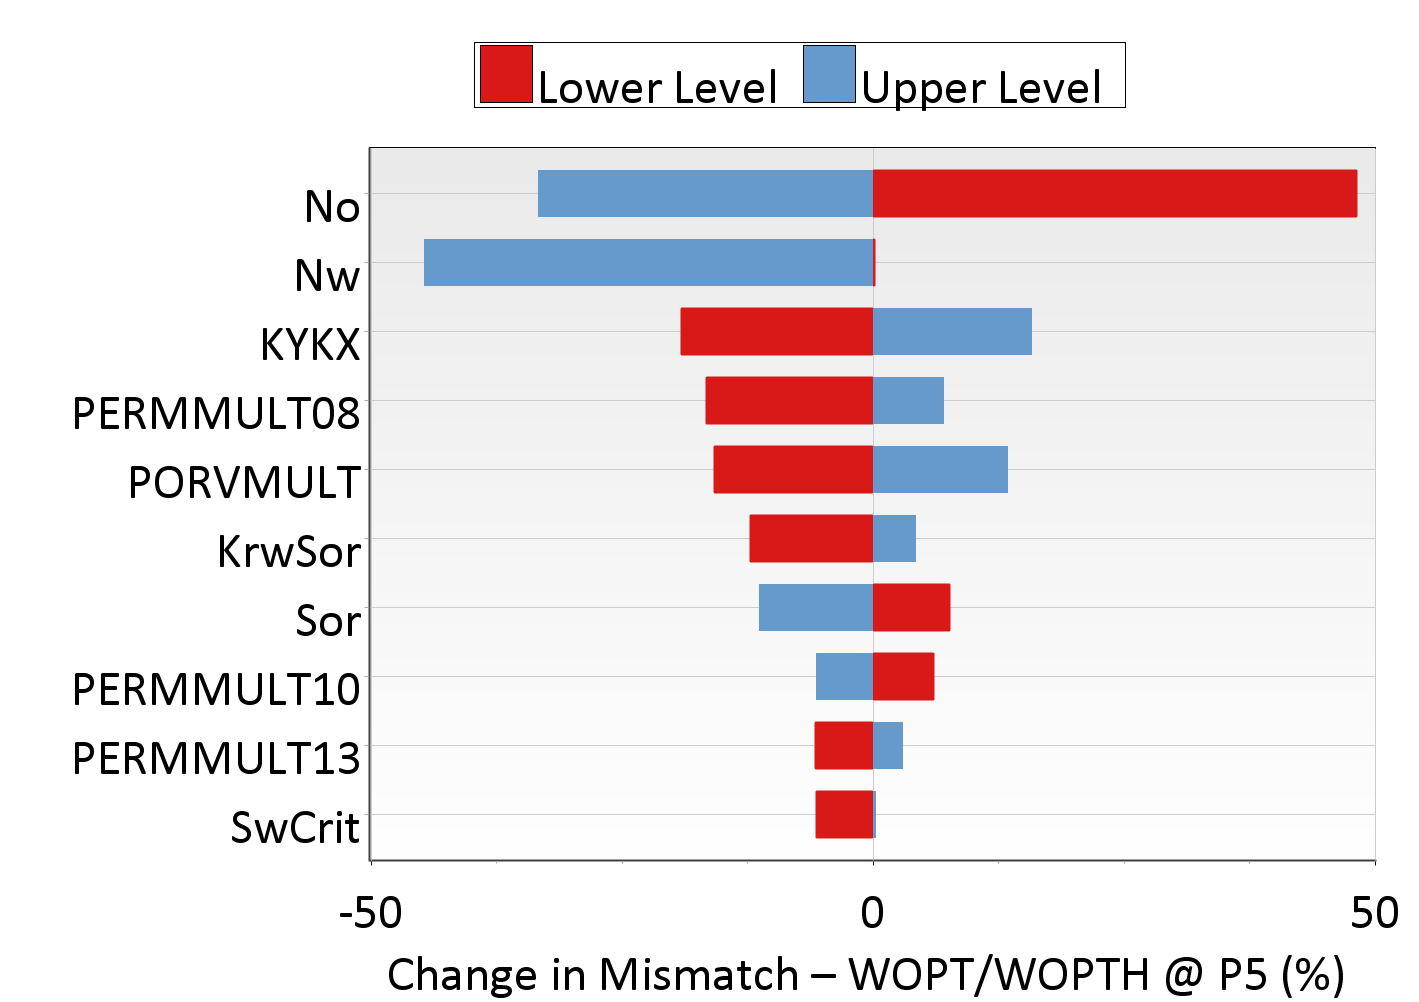 Lower Level Upper Level
No
Nw
KYKX
PERMMULT08
PORVMULT
KrwSor
Sor
PERMMULT10
PERMMULT13
SwCrit
-50 0 50
Change in Mismatch – WOPT/WOPTH @ P5 (%)